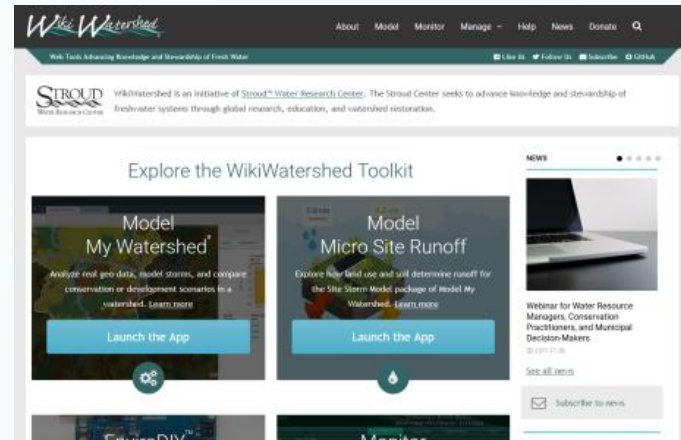 Wiki Watershed
About Model Monitor Manage Help News Donate
Web Tools Advancing Knowledge and Stewardship of Fresh Water
Like Us Follow Us Subscribe GitHub
STROUD
WATER RESEARCH CENTER
WikiWatershed is an initiative of Stroud™ Water Research Center. The Stroud Center seeks to advance knowledge and stewardship of
freshwater systems through global research, education, and watershed restoration.
Explore the WikiWatershed Toolkit
Model
My Watershed®
Analyze real geo-data, model storms, and compare
conservation or development scenarios in a
watershed. Learn more
Launch the App
Model
Micro Site Runoff
Explore how land use and soil determine runoff for
the Site Storm Model package of Model My
Watershed. Learn more
Launch the App
NEWS
Webinar for Water Resource
Managers, Conservation
Practitioners, and Municipal
Decision-Makers
See all news
Subscribe to news
EnviroDIY™
Monitor